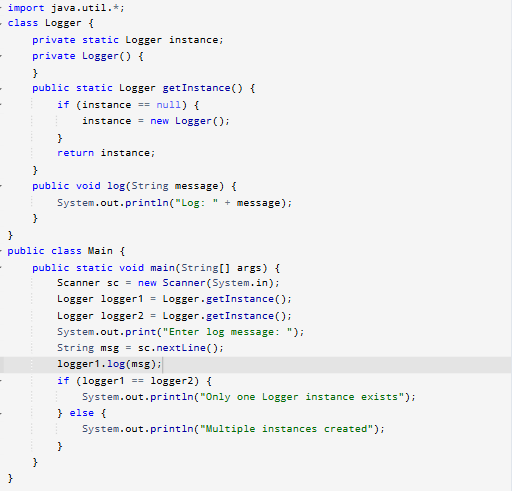 import java.util.*;
class Logger {
    private static Logger instance;
    private Logger() {
    }
    public static Logger getInstance() {
        if (instance == null) {
            instance = new Logger();
        }
        return instance;
    }
    public void log(String message) {
        System.out.println("Log: " + message);
    }
}
public class Main {
    public static void main(String[] args) {
        Scanner sc = new Scanner(System.in);
        Logger logger1 = Logger.getInstance();
        Logger logger2 = Logger.getInstance();
        System.out.print("Enter log message: ");
        String msg = sc.nextLine();
        logger1.log(msg);
        if (logger1 == logger2) {
            System.out.println("Only one Logger instance exists");
        } else {
            System.out.println("Multiple instances created");
        }
    }
}